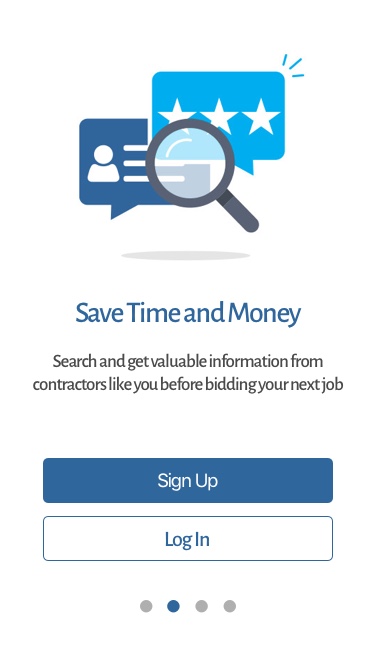 Save Time and Money
Search and get valuable information from
contractors like you before bidding your next job
Sign Up
Log In